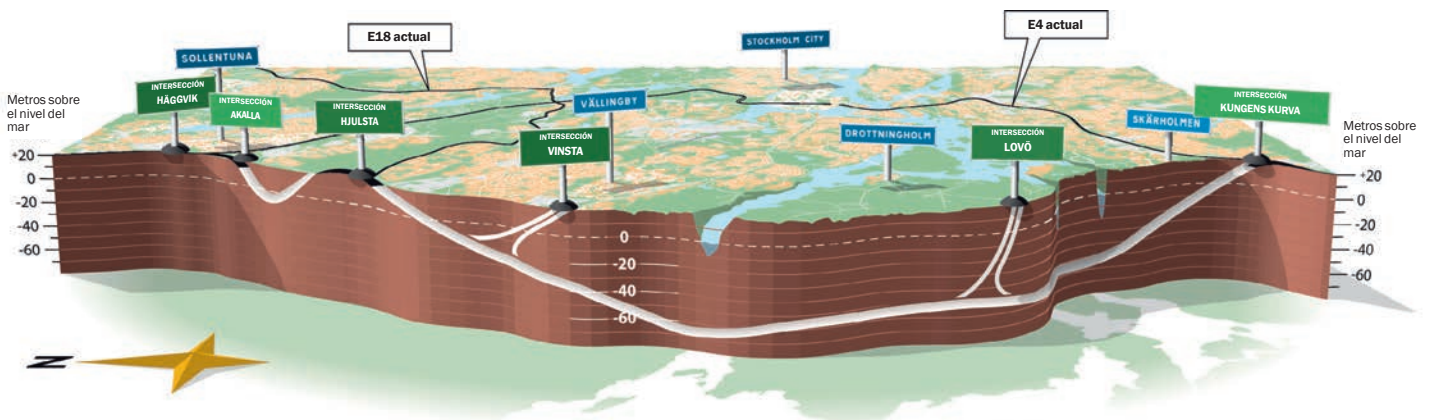 E18 actual
E4 actual
STOCKHOLM CITY
SOLLENTUNA
INTERSECCIÓN
HÄGGVIK
INTERSECCIÓN
AKALLA
INTERSECCIÓN
HJULSTA
VÄLLINGBY
INTERSECCIÓN
VINSTA
DROTTNINGHOLM
INTERSECCIÓN
LOVÖ
SKÄRHOLMEN
INTERSECCIÓN
KUNGENS KURVA
Metros sobre
el nivel del
mar
+20
0
-20
-40
-60
0
-20
-40
-60
Metros sobre
el nivel del
mar
+20
0
-20
-40
-60
N